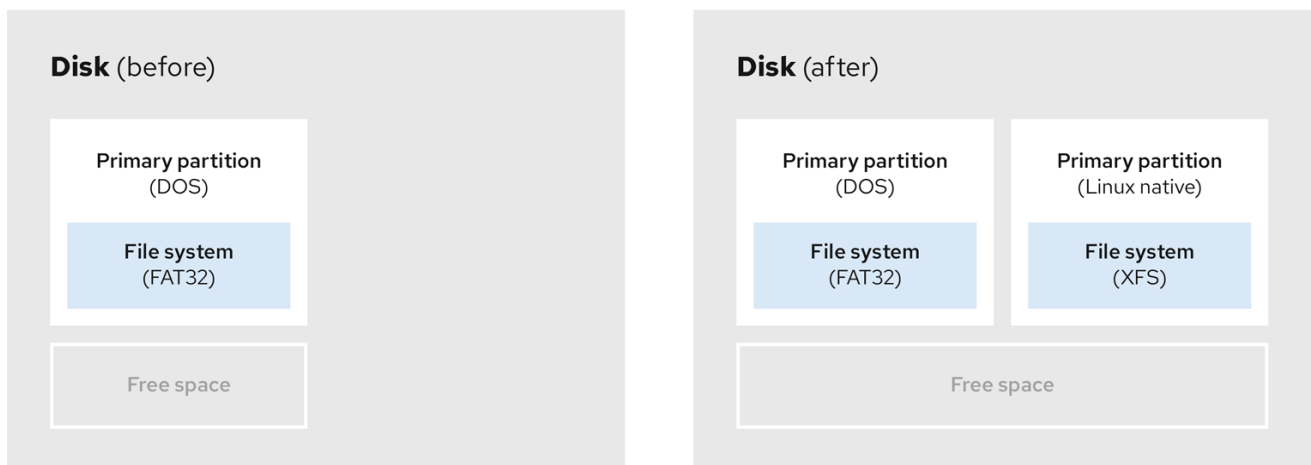 Disk (before)
Primary partition
(DOS)
File system
(FAT32)
Free space
Disk (after)
Primary partition
(DOS)
File system
(FAT32)
Primary partition
(Linux native)
File system
(XFS)
Free space